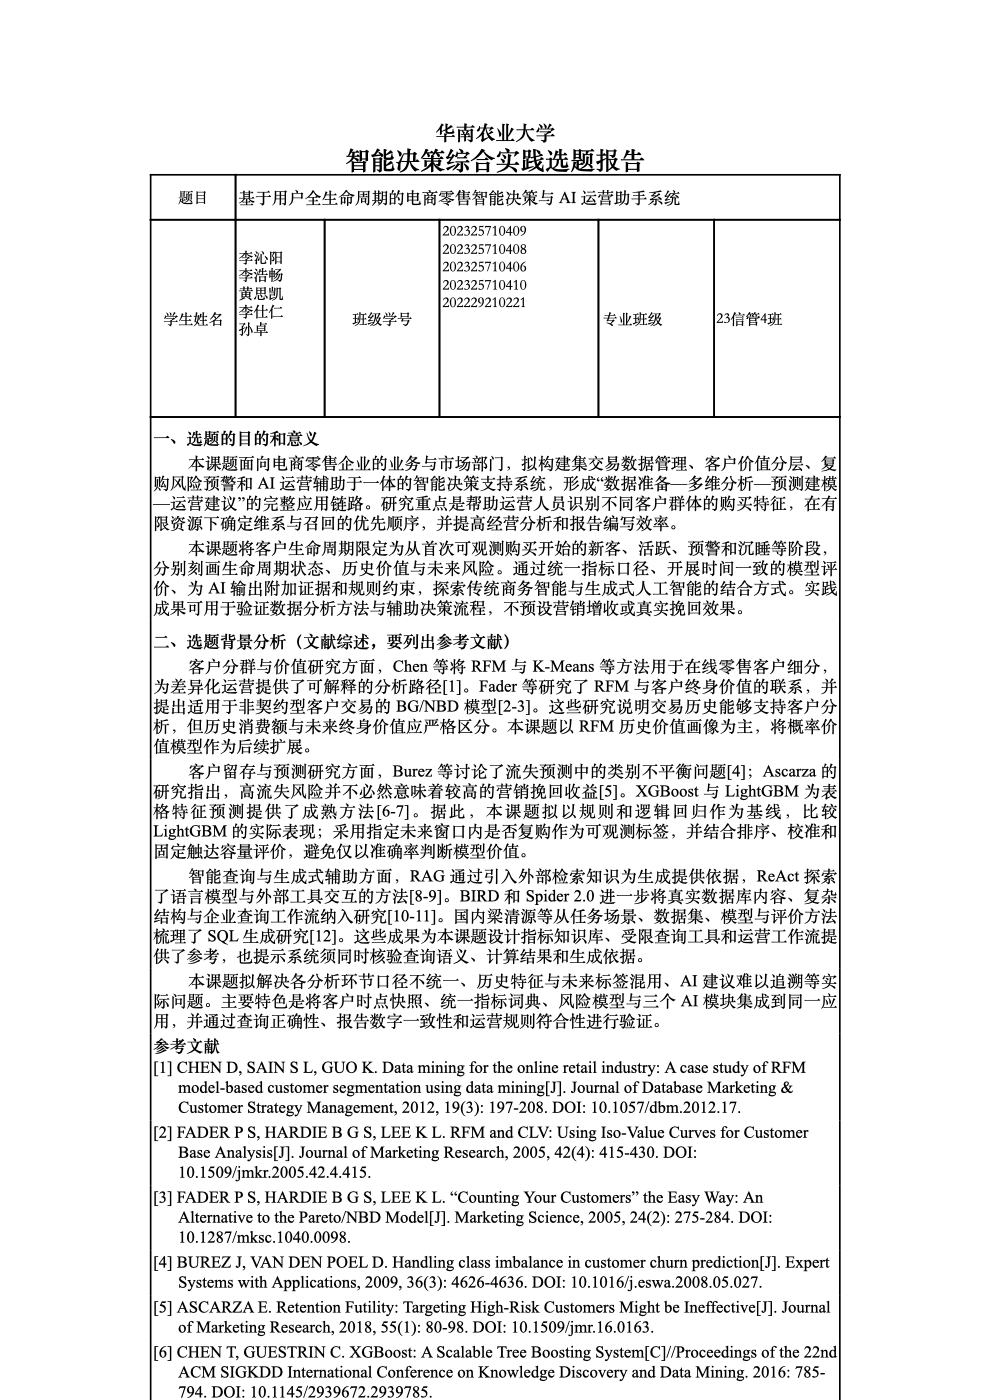 华南农业大学
智能决策综合实践选题报告
题目
基于用户全生命周期的电商零售智能决策与 AI 运营助手系统
学生姓名
李沁阳
李浩畅
黄思凯
李仕仁
孙卓
班级学号
202325710409
202325710408
202325710406
202325710410
202229210221
专业班级
23信管4班
一、选题的目的和意义
本课题面向电商零售企业的业务与市场部门，拟构建集交易数据管理、客户价值分层、复
购风险预警和 AI 运营辅助于一体的智能决策支持系统，形成“数据准备—多维分析—预测建模
—运营建议”的完整应用链路。研究重点是帮助运营人员识别不同客户群体的购买特征，在有
限资源下确定维系与召回的优先顺序，并提高经营分析和报告编写效率。
本课题将客户生命周期限定为从首次可观测购买开始的新客、活跃、预警和沉睡等阶段，
分别刻画生命周期状态、历史价值与未来风险。通过统一指标口径、开展时间一致的模型评
价、为 AI 输出附加证据和规则约束，探索传统商务智能与生成式人工智能的结合方式。实践
成果可用于验证数据分析方法与辅助决策流程，不预设营销增收或真实挽回效果。
二、选题背景分析（文献综述，要列出参考文献）
客户分群与价值研究方面，Chen 等将 RFM 与 K-Means 等方法用于在线零售客户细分，
为差异化运营提供了可解释的分析路径[1]。Fader 等研究了 RFM 与客户终身价值的联系，并
提出适用于非契约型客户交易的 BG/NBD 模型[2-3]。这些研究说明交易历史能够支持客户分
析，但历史消费额与未来终身价值应严格区分。本课题以 RFM 历史价值画像为主，将概率价
值模型作为后续扩展。
客户留存与预测研究方面，Burez 等讨论了流失预测中的类别不平衡问题[4]；Ascarza 的
研究指出，高流失风险并不必然意味着较高的营销挽回收益[5]。XGBoost 与 LightGBM 为表
格特征预测提供了成熟方法[6-7]。据此，本课题拟以规则和逻辑回归作为基线，比较
LightGBM 的实际表现；采用指定未来窗口内是否复购作为可观测标签，并结合排序、校准和
固定触达容量评价，避免仅以准确率判断模型价值。
智能查询与生成式辅助方面，RAG 通过引入外部检索知识为生成提供依据，ReAct 探索
了语言模型与外部工具交互的方法[8-9]。BIRD 和 Spider 2.0 进一步将真实数据库内容、复杂
结构与企业查询工作流纳入研究[10-11]。国内梁清源等从任务场景、数据集、模型与评价方法
梳理了 SQL 生成研究[12]。这些成果为本课题设计指标知识库、受限查询工具和运营工作流提
供了参考，也提示系统须同时核验查询语义、计算结果和生成依据。
本课题拟解决各分析环节口径不统一、历史特征与未来标签混用、AI 建议难以追溯等实
际问题。主要特色是将客户时点快照、统一指标词典、风险模型与三个 AI 模块集成到同一应
用，并通过查询正确性、报告数字一致性和运营规则符合性进行验证。
参考文献
[1] CHEN D, SAIN S L, GUO K. Data mining for the online retail industry: A case study of RFM
model-based customer segmentation using data mining[J]. Journal of Database Marketing &
Customer Strategy Management, 2012, 19(3): 197-208. DOI: 10.1057/dbm.2012.17.
[2] FADER P S, HARDIE B G S, LEE K L. RFM and CLV: Using Iso-Value Curves for Customer
Base Analysis[J]. Journal of Marketing Research, 2005, 42(4): 415-430. DOI:
10.1509/jmkr.2005.42.4.415.
[3] FADER P S, HARDIE B G S, LEE K L. “Counting Your Customers” the Easy Way: An
Alternative to the Pareto/NBD Model[J]. Marketing Science, 2005, 24(2): 275-284. DOI:
10.1287/mksc.1040.0098.
[4] BUREZ J, VAN DEN POEL D. Handling class imbalance in customer churn prediction[J]. Expert
Systems with Applications, 2009, 36(3): 4626-4636. DOI: 10.1016/j.eswa.2008.05.027.
[5] ASCARZA E. Retention Futility: Targeting High-Risk Customers Might be Ineffective[J]. Journal
of Marketing Research, 2018, 55(1): 80-98. DOI: 10.1509/jmr.16.0163.
[6] CHEN T, GUESTRIN C. XGBoost: A Scalable Tree Boosting System[C]//Proceedings of the 22nd
ACM SIGKDD International Conference on Knowledge Discovery and Data Mining. 2016: 785-
794. DOI: 10.1145/2939672.2939785.